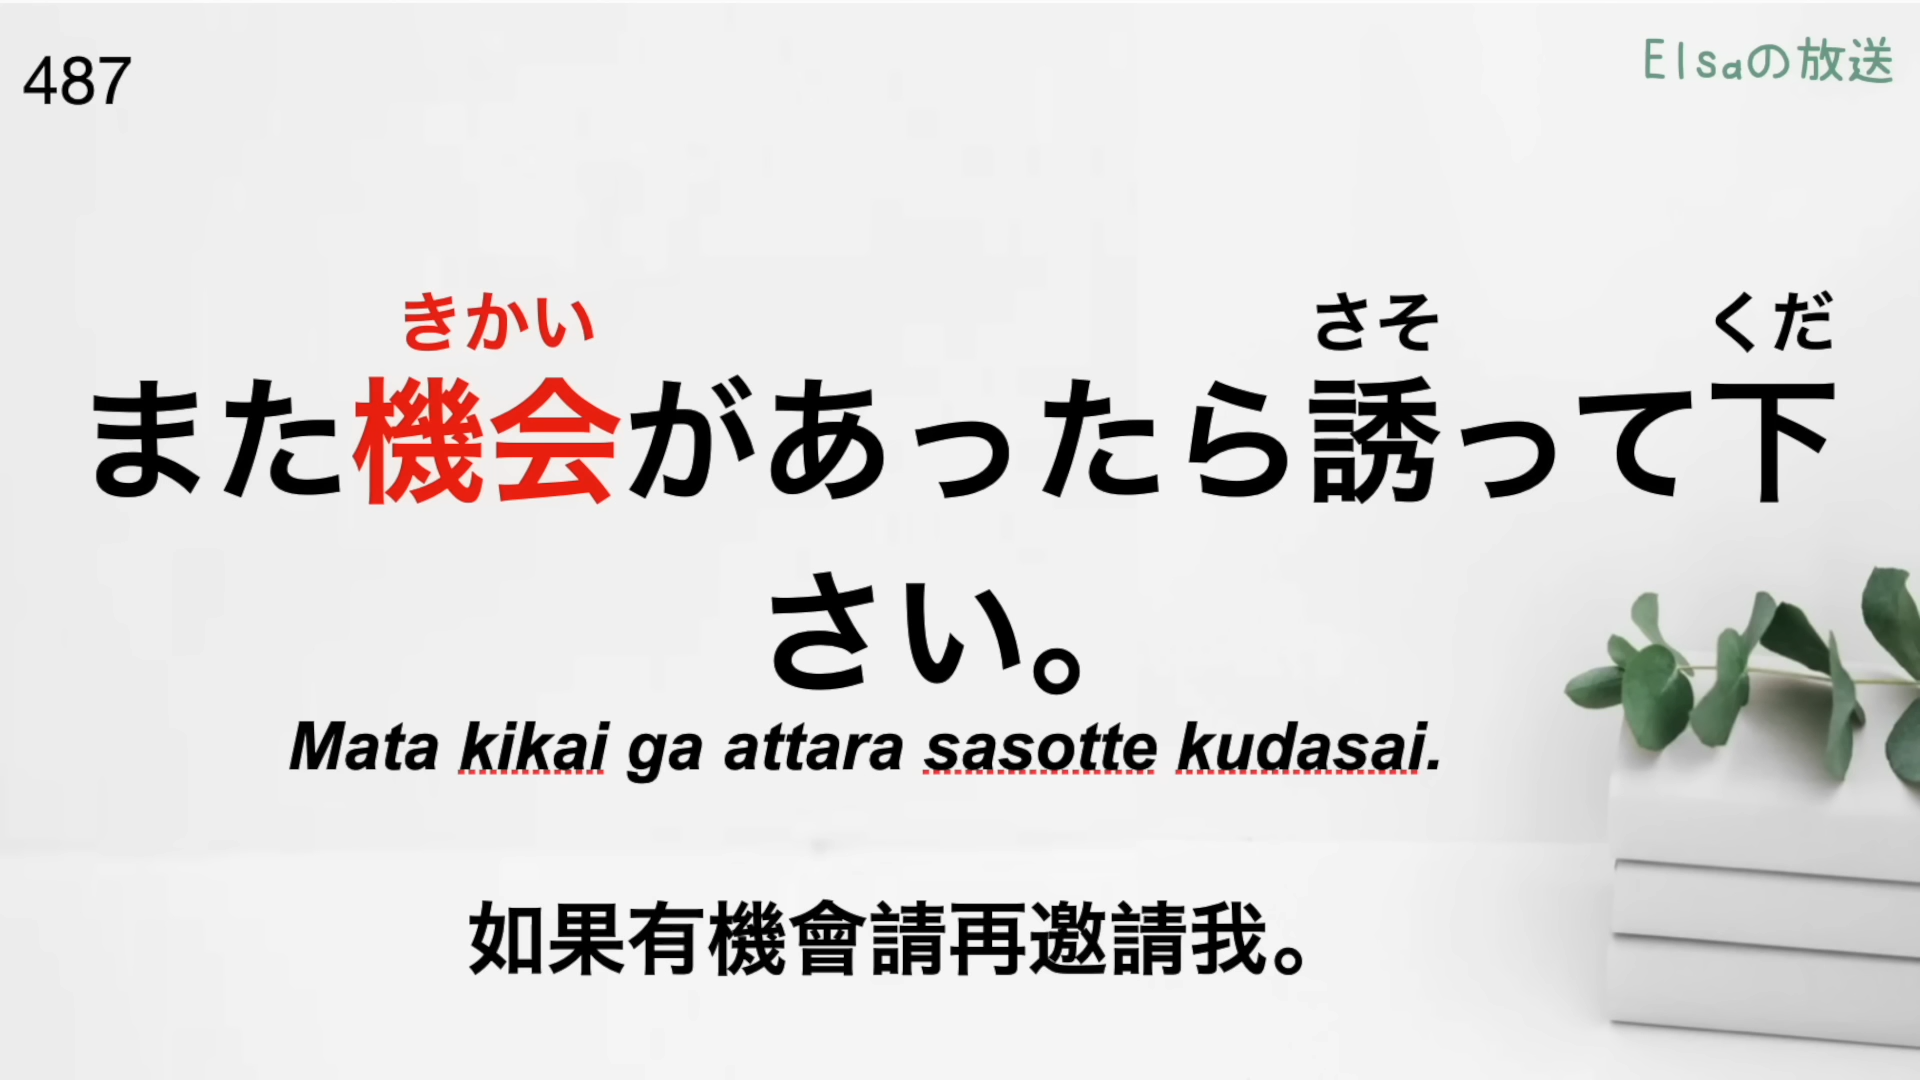 487
Elsaの放送
きかい さそ くだ
また機会があったら誘って下
さい。
Mata kikai ga attara sasotte kudasai.
如果有機會請再邀請我。